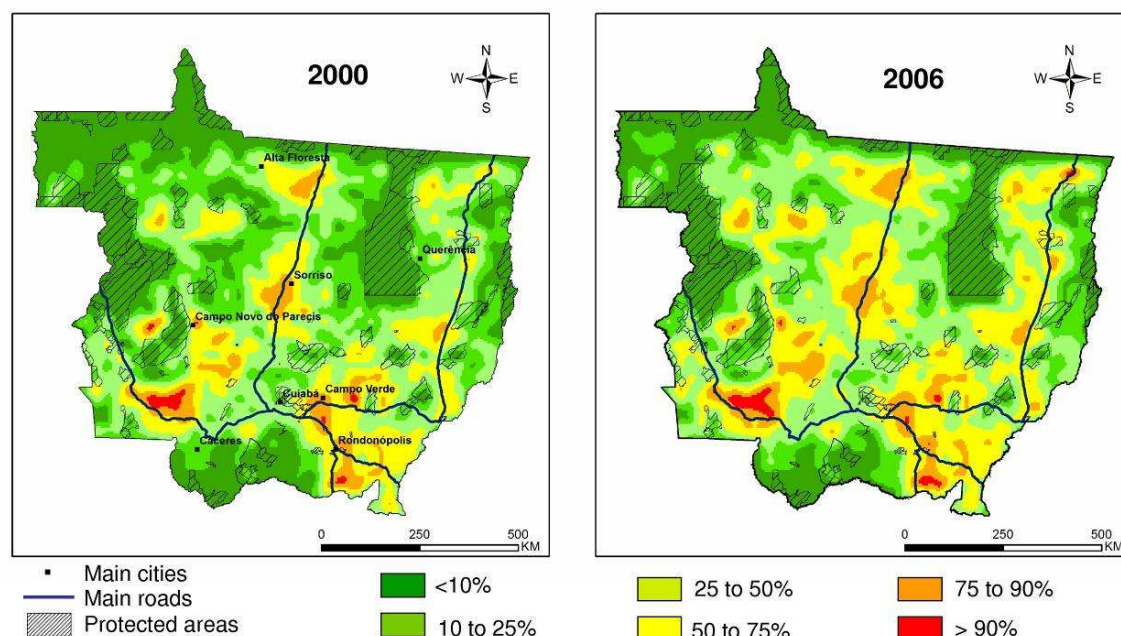 2000
N
W E
S
Alta Floresta
Querência
Sorriso
Campo Novo do Parecis
Cuiabá
Campo Verde
Rondonópolis
Cáceres
0 250 500
KM
2006
N
W E
S
0 250 500
KM
Main cities
Main roads
Protected areas
<10%
10 to 25%
25 to 50%
50 to 75%
75 to 90%
> 90%